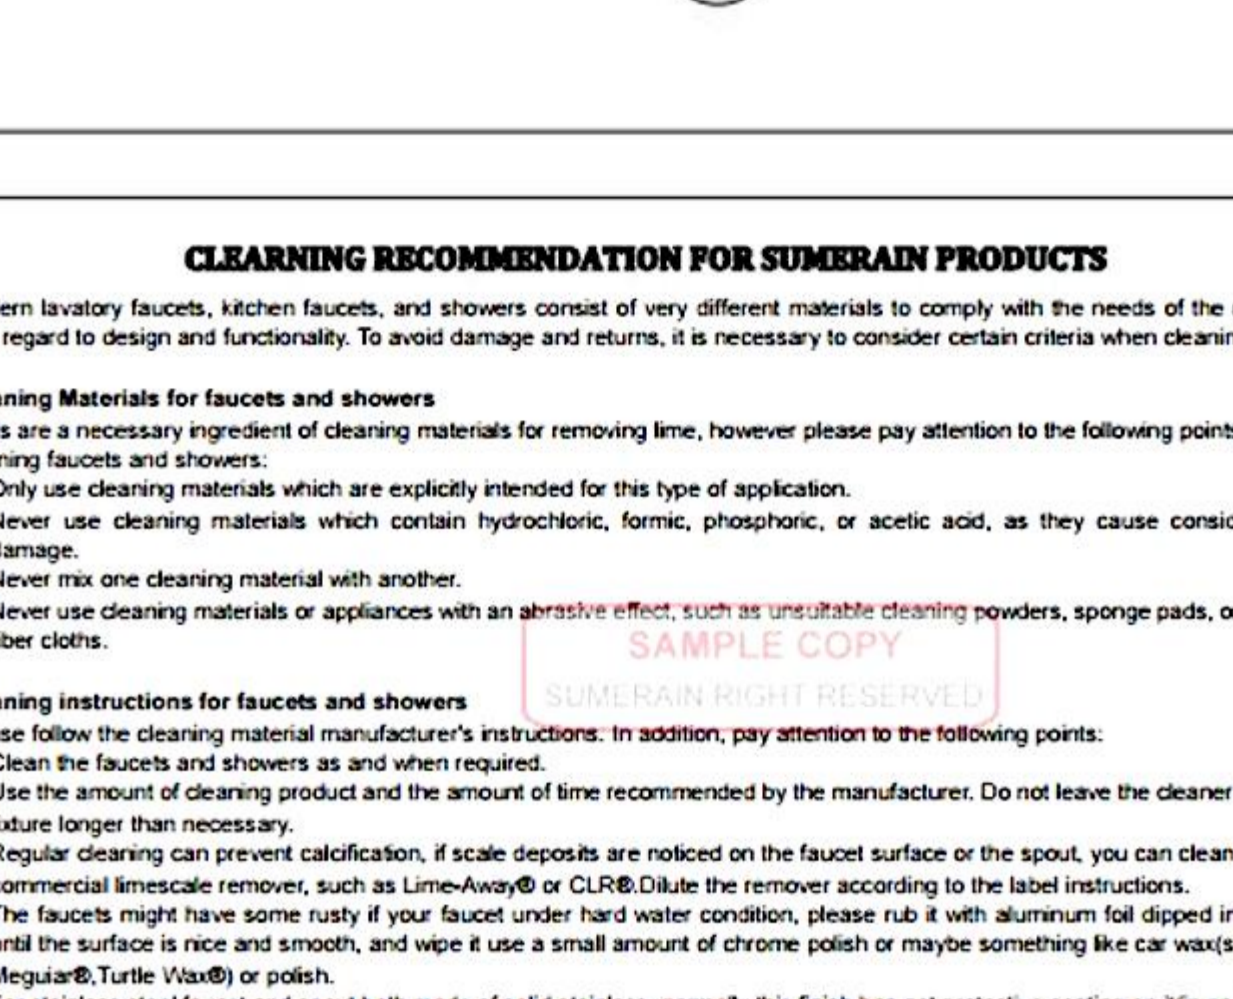 CLEARNING RECOMMENDATION FOR SUMERAIN PRODUCTS
ern lavatory faucets, kitchen faucets, and showers consist of very different materials to comply with the needs of the
regard to design and functionality. To avoid damage and returns, it is necessary to consider certain criteria when cleanin
ning Materials for faucets and showers
s are a necessary ingredient of cleaning materials for removing lime, however please pay attention to the following points
ning faucets and showers:
Only use cleaning materials which are explicitly intended for this type of application.
Never use cleaning materials which contain hydrochloric, formic, phosphoric, or acetic acid, as they cause consid
damage.
Never mix one cleaning material with another.
Never use cleaning materials or appliances with an abrasive effect, such as unsuitable cleaning powders, sponge pads, o
ber cloths.
SAMPLE COPY
SUMERAIN RIGHT RESERVED
ning instructions for faucets and showers
se follow the cleaning material manufacturer's instructions. In addition, pay attention to the following points:
Clean the faucets and showers as and when required.
Use the amount of cleaning product and the amount of time recommended by the manufacturer. Do not leave the cleaner
ixture longer than necessary.
Regular cleaning can prevent calcification, if scale deposits are noticed on the faucet surface or the spout, you can clean
ommercial limescale remover, such as Lime-Away® or CLR®.Dilute the remover according to the label instructions.
The faucets might have some rusty if your faucet under hard water condition, please rub it with aluminum foil dipped in
ntil the surface is nice and smooth, and wipe it use a small amount of chrome polish or maybe something like car wax(s
Meguiar®,Turtle Wax®) or polish.